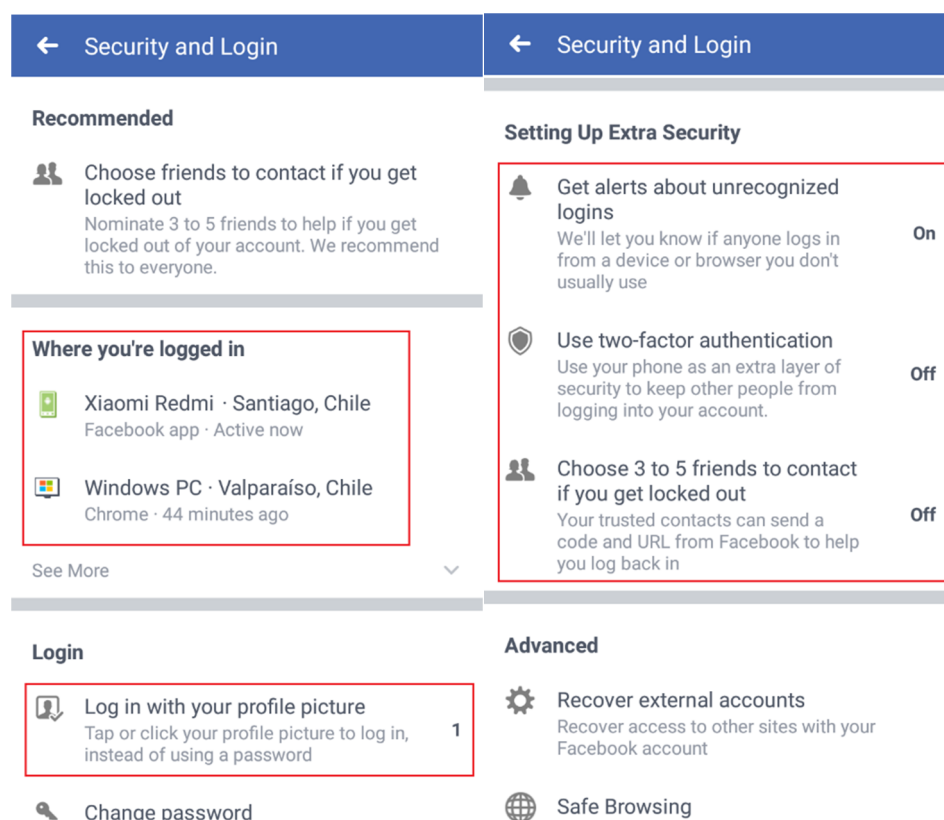 Security and Login
Recommended
Choose friends to contact if you get
locked out
Nominate 3 to 5 friends to help if you get
locked out of your account. We recommend
this to everyone.
Where you're logged in
Xiaomi Redmi · Santiago, Chile
Facebook app · Active now
Windows PC · Valparaíso, Chile
Chrome · 44 minutes ago
See More
Login
Log in with your profile picture
Tap or click your profile picture to log in,
instead of using a password
1
Change password
Security and Login
Setting Up Extra Security
Get alerts about unrecognized
logins
We'll let you know if anyone logs in
from a device or browser you don't
usually use
On
Use two-factor authentication
Use your phone as an extra layer of
security to keep other people from
logging into your account.
Off
Choose 3 to 5 friends to contact
if you get locked out
Your trusted contacts can send a
code and URL from Facebook to help
you log back in
Off
Advanced
Recover external accounts
Recover access to other sites with your
Facebook account
Safe Browsing